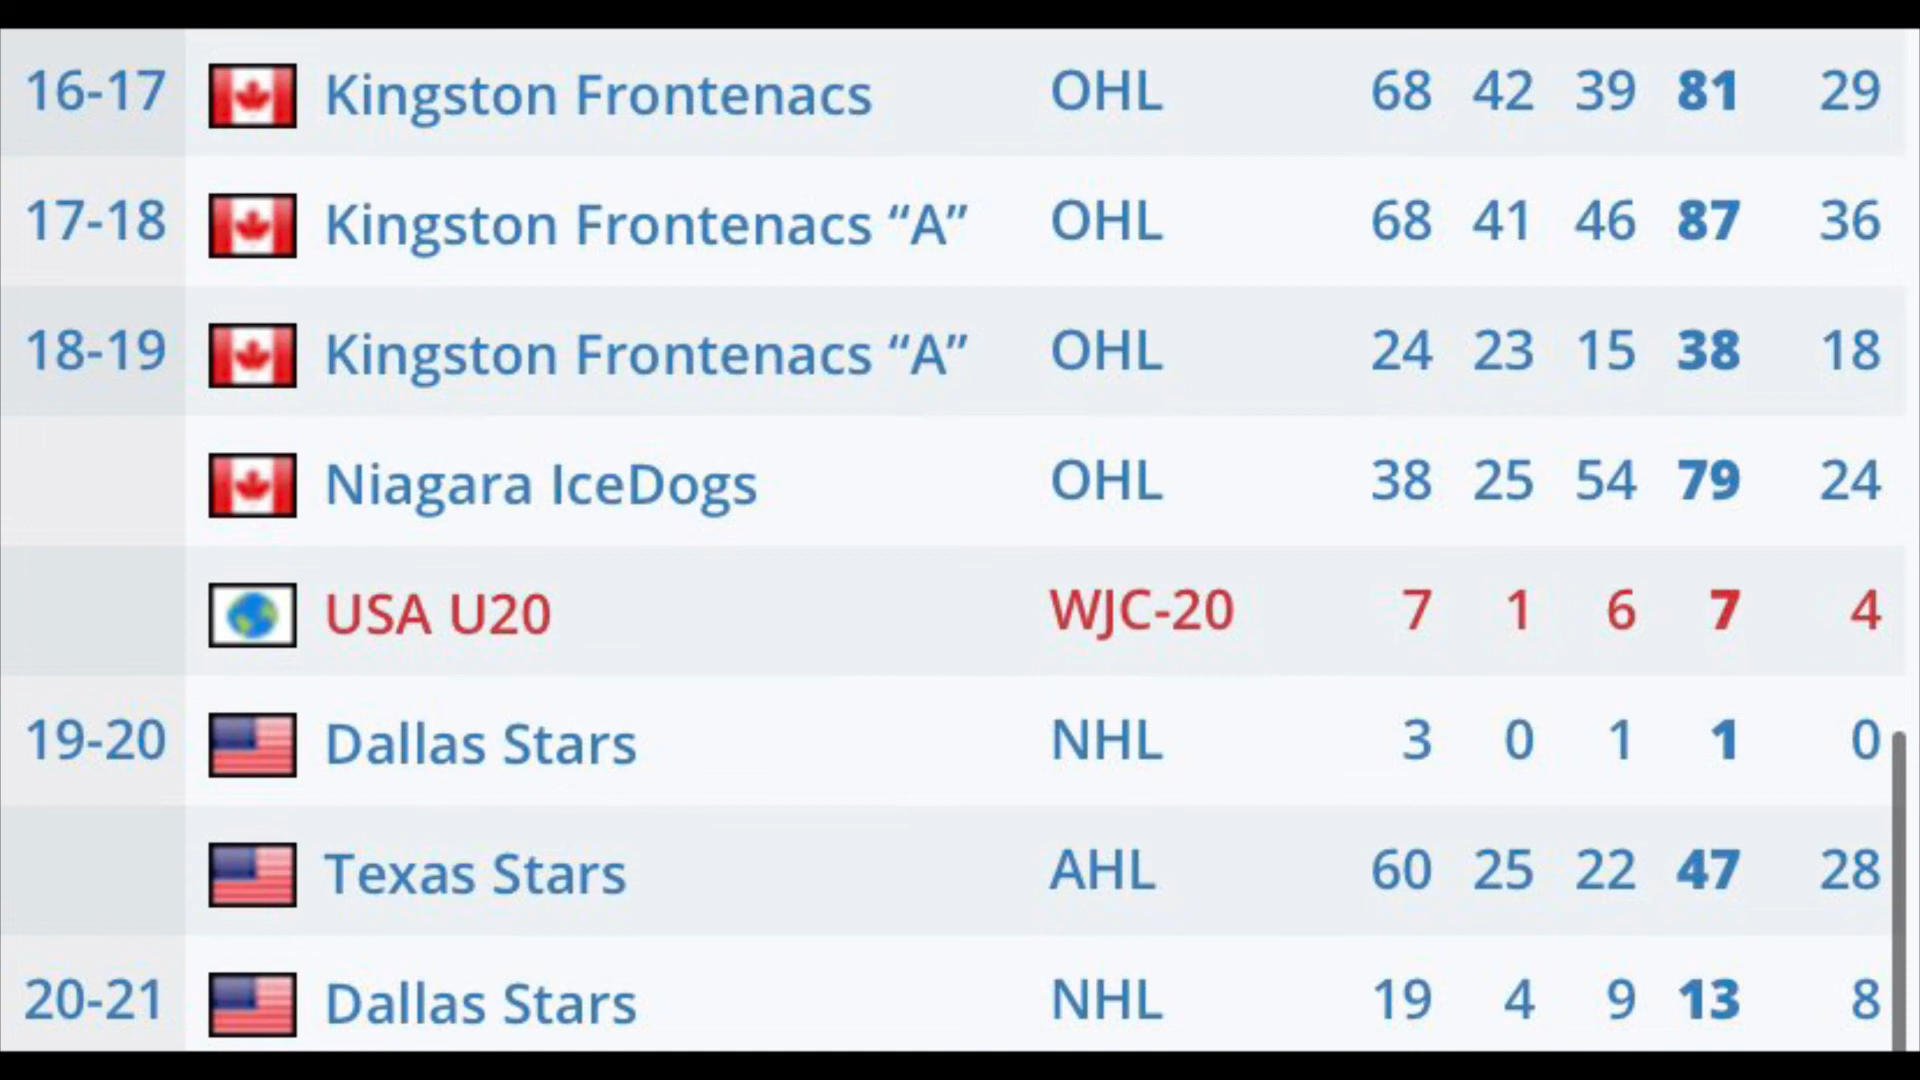 16-17 Kingston Frontenacs OHL 68 42 39 81 29
17-18 Kingston Frontenacs “A” OHL 68 41 46 87 36
18-19 Kingston Frontenacs “A” OHL 24 23 15 38 18
Niagara IceDogs OHL 38 25 54 79 24
USA U20 WJC-20 7 1 6 7 4
19-20 Dallas Stars NHL 3 0 1 1 0
Texas Stars AHL 60 25 22 47 28
20-21 Dallas Stars NHL 19 4 9 13 8